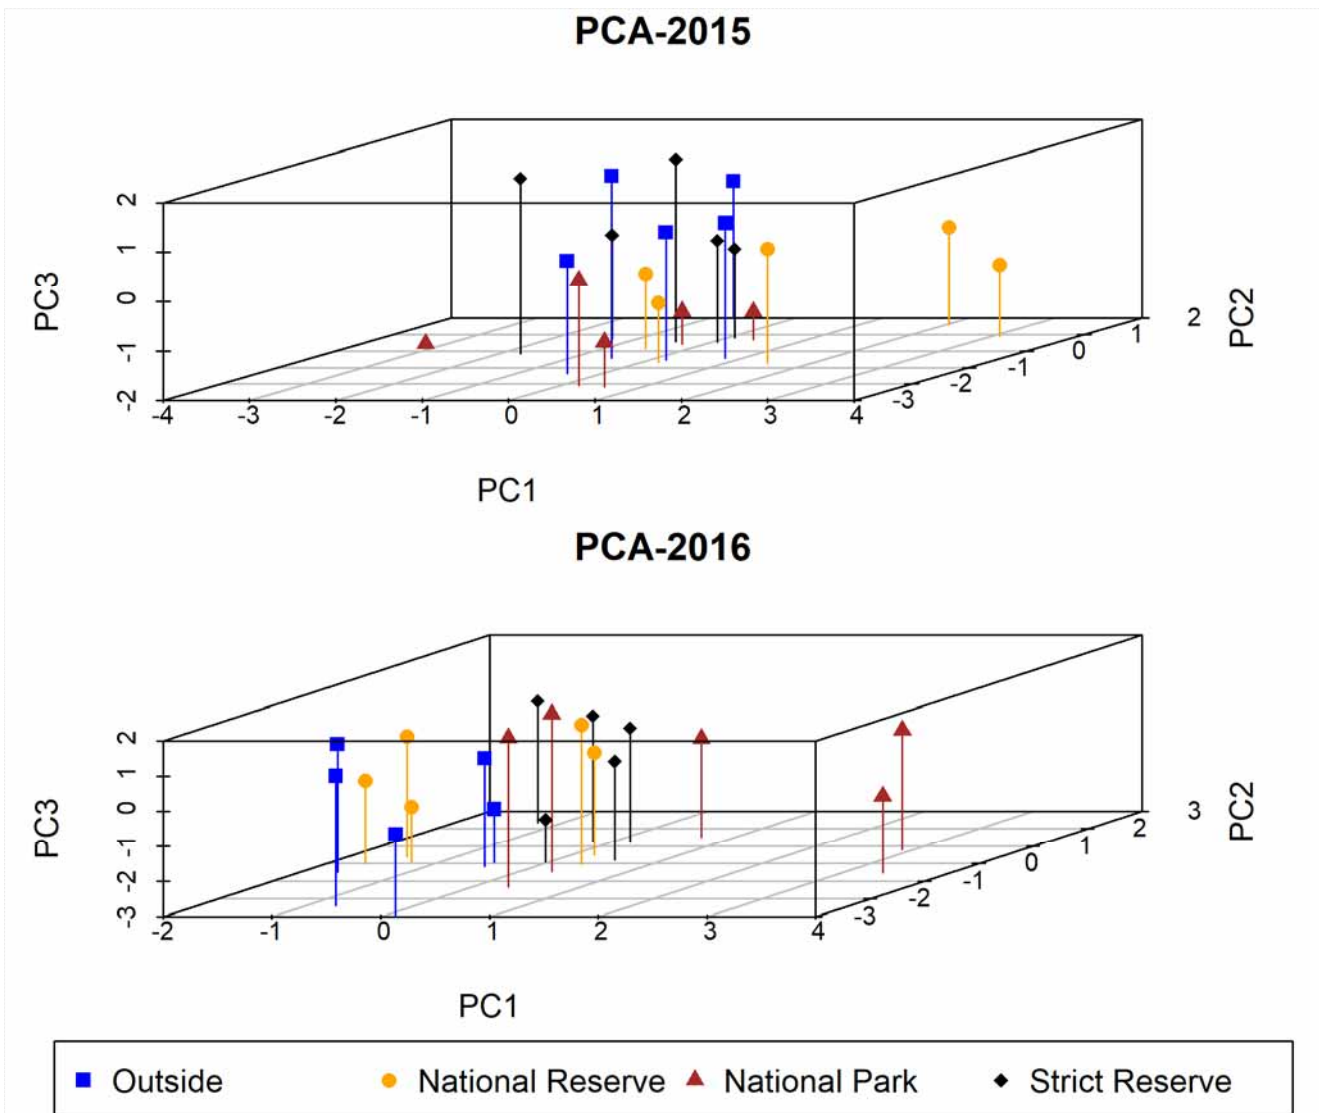 PCA-2015
PC3
2
1
0
-1
-2
-4 -3 -2 -1 0 1 2 3 4
PC1
-3 -2 -1 0 1 2
PC2
PCA-2016
PC3
2
1
0
-1
-2
-3
-2 -1 0 1 2 3 4
PC1
-3 -2 -1 0 1 2 3
PC2
Outside National Reserve National Park Strict Reserve